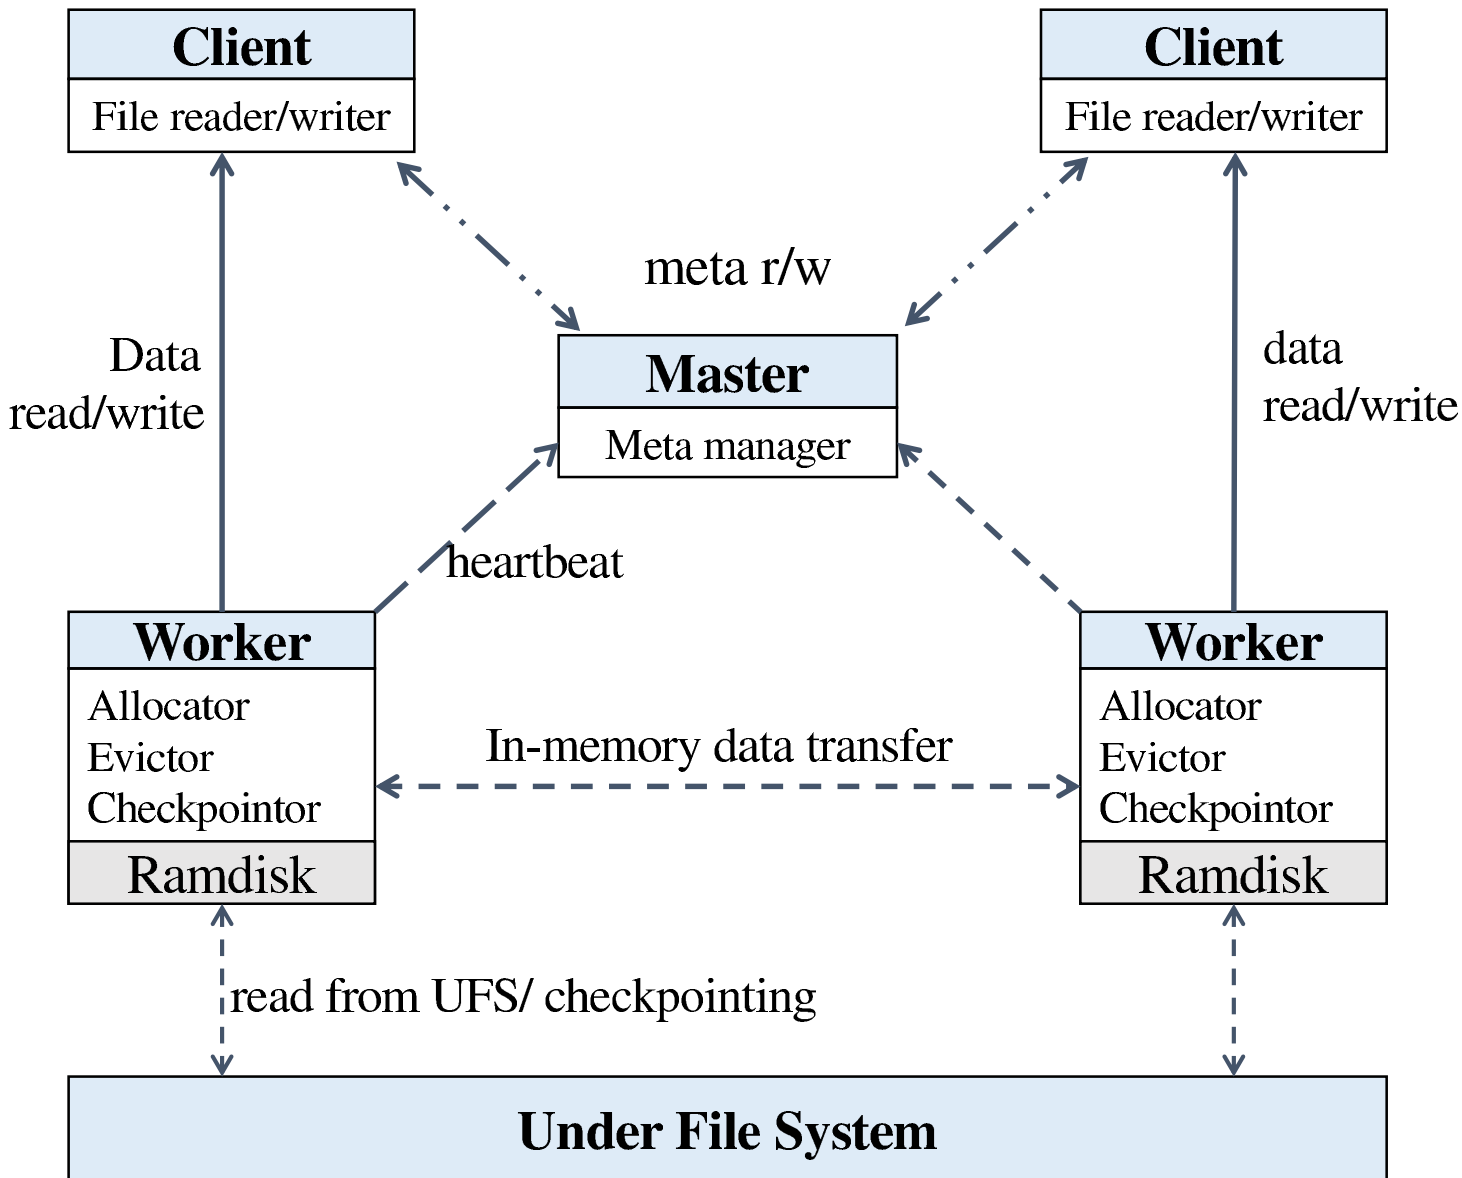 Client
File reader/writer
Client
File reader/writer
meta r/w
Data
read/write
data
read/write
Master
Meta manager
heartbeat
Worker
Allocator
Evictor
Checkpointor
Ramdisk
In-memory data transfer
Worker
Allocator
Evictor
Checkpointor
Ramdisk
read from UFS/ checkpointing
Under File System